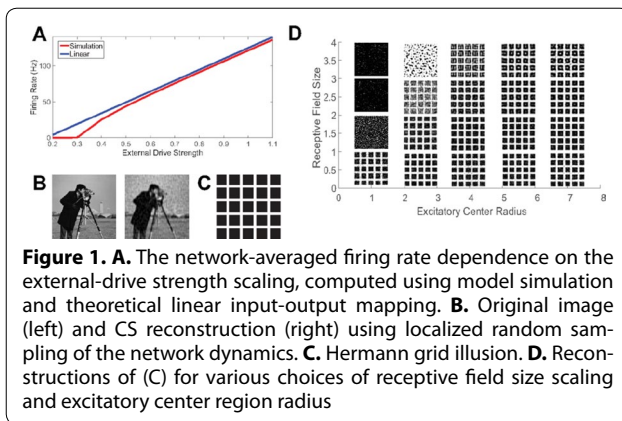 A
Simulation
Linear
Firing Rate (Hz)
100
50
0
0.2 0.3 0.4 0.5 0.6 0.7 0.8 0.9 1 1.1
External Drive Strength
B
C
D
Receptive Field Size
4
3.5
3
2.5
2
1.5
1
0.5
0
0 1 2 3 4 5 6 7 8
Excitatory Center Radius
Figure 1. A. The network-averaged firing rate dependence on the
external-drive strength scaling, computed using model simulation
and theoretical linear input-output mapping. B. Original image
(left) and CS reconstruction (right) using localized random sam-
pling of the network dynamics. C. Hermann grid illusion. D. Recon-
structions of (C) for various choices of receptive field size scaling
and excitatory center region radius